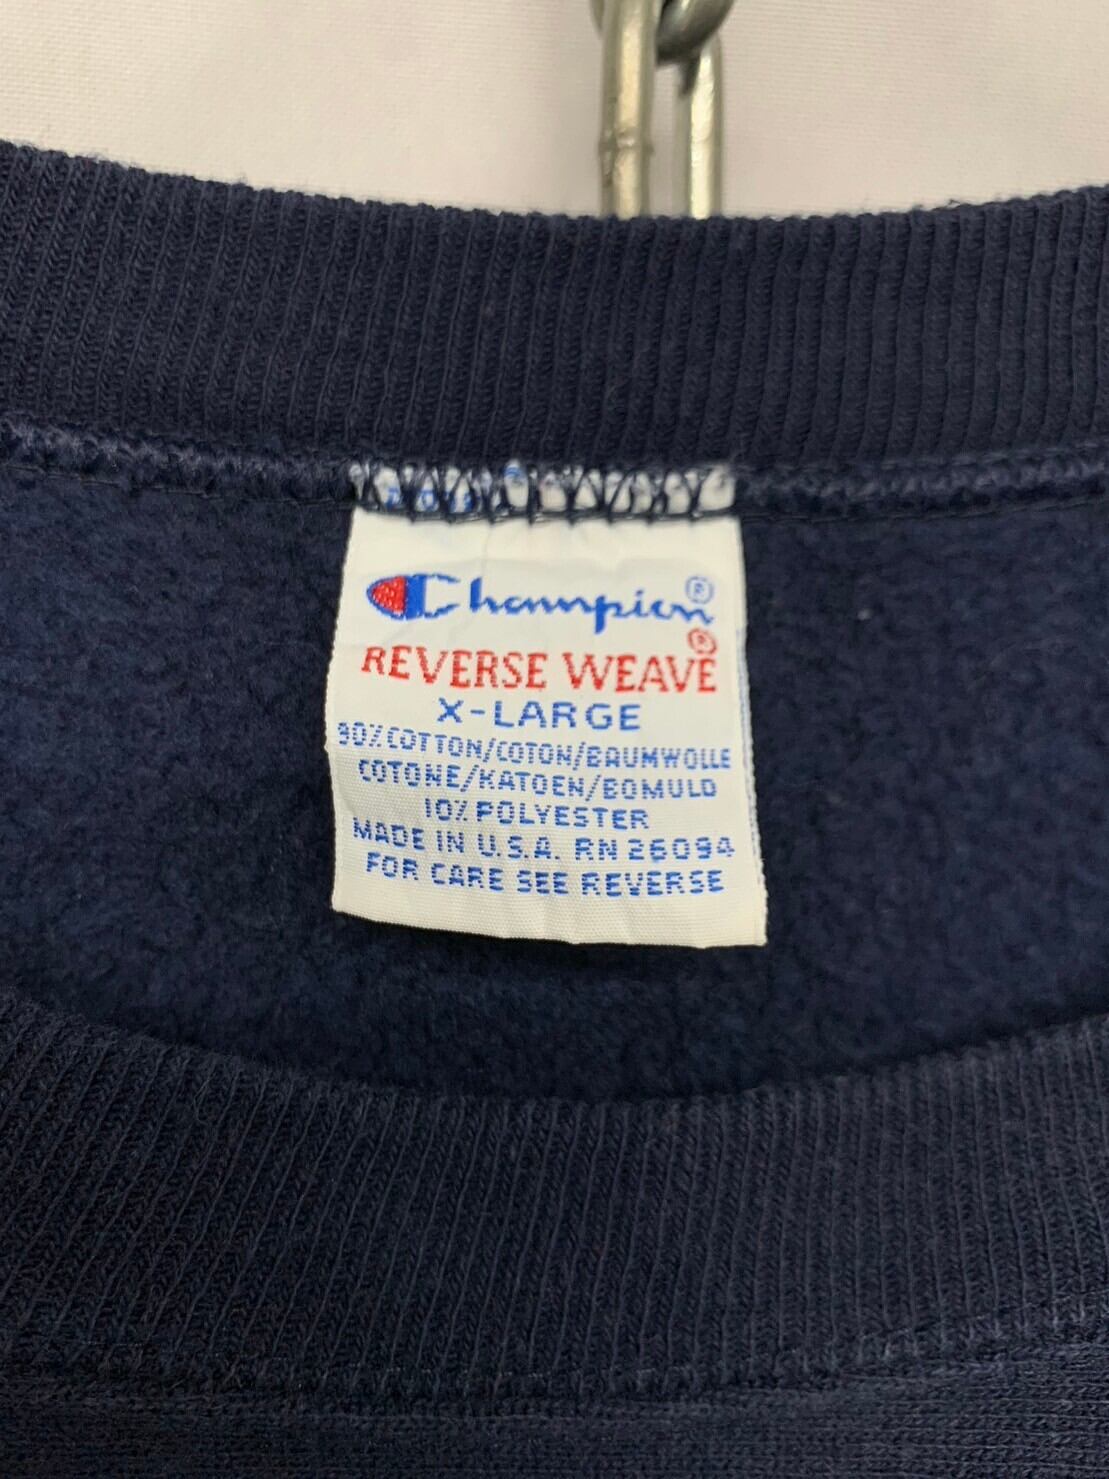 Champion®
REVERSE WEAVE®
X-LARGE
90% COTTON/COTON/BAUMWOLLE
COTONE/KATOEN/BOMULD
10% POLYESTER
MADE IN U.S.A. RN 26094
FOR CARE SEE REVERSE